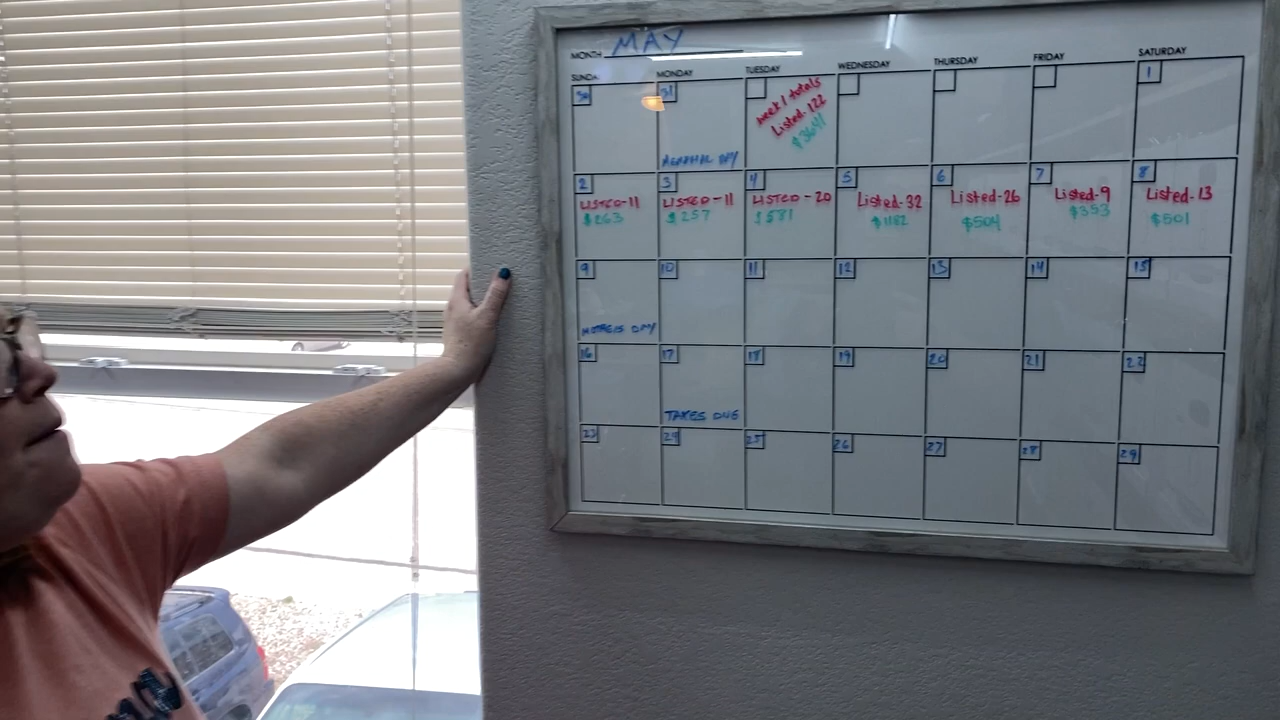 MONTH MAY
SUNDA MONDAY TUESDAY WEDNESDAY THURSDAY FRIDAY SATURDAY
30 31 1
week 1 totals
Listed-122
$3641
MEMORIAL DAY
2 3 4 5 6 7 8
LISTED-11 LISTED-11 LISTED-20 Listed-32 Listed-26 Listed-9 Listed-13
$263 $257 $581 $1182 $504 $353 $501
9 10 11 12 13 14 15
MOTHERS DAY
16 17 18 19 20 21 22
TAXES DUE
23 24 25 26 27 28 29